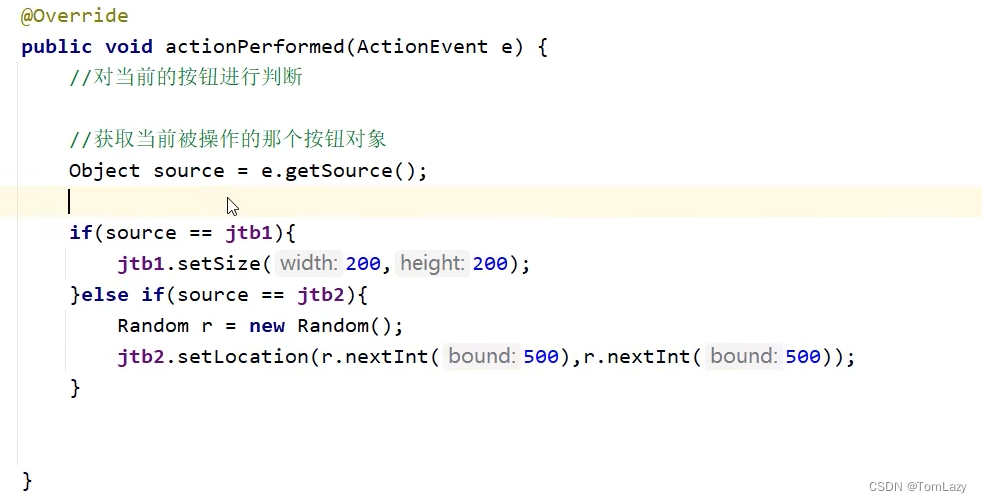 @Override
public void actionPerformed(ActionEvent e) {
//对当前的按钮进行判断
//获取当前被操作的那个按钮对象
Object source = e.getSource();
if(source == jtb1){
jtb1.setSize( width: 200, height: 200);
}else if(source == jtb2){
Random r = new Random();
jtb2.setLocation(r.nextInt( bound: 500),r.nextInt( bound: 500));
}
}
CSDN @TomLazy